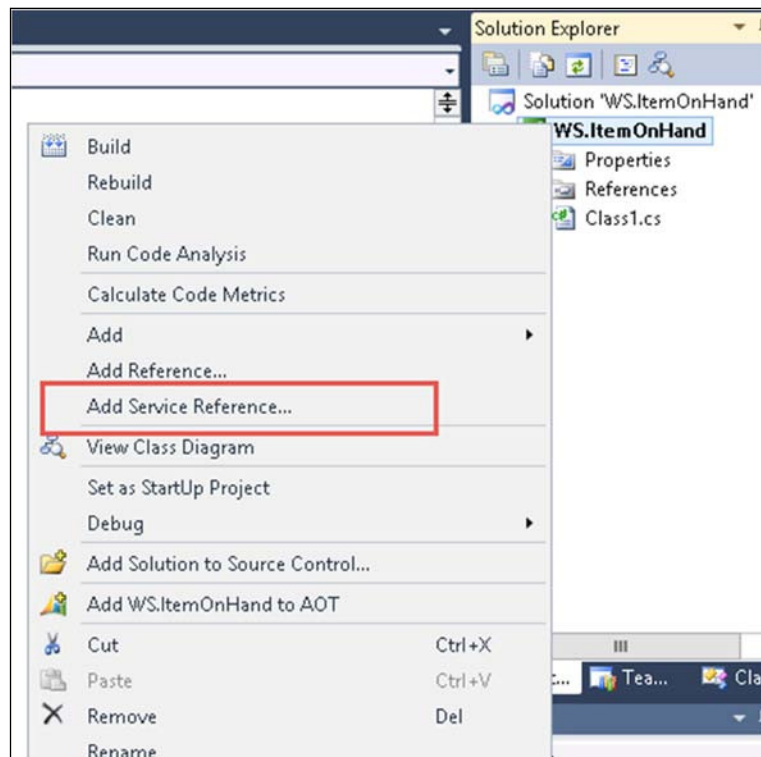 Solution Explorer
Solution 'WS.ItemOnHand'
WS.ItemOnHand
Properties
References
Class1.cs
Build
Rebuild
Clean
Run Code Analysis
Calculate Code Metrics
Add
Add Reference...
Add Service Reference...
View Class Diagram
Set as StartUp Project
Debug
Add Solution to Source Control...
Add WS.ItemOnHand to AOT
Cut Ctrl+X
Paste Ctrl+V
Remove Del
Rename
Tea... Cla